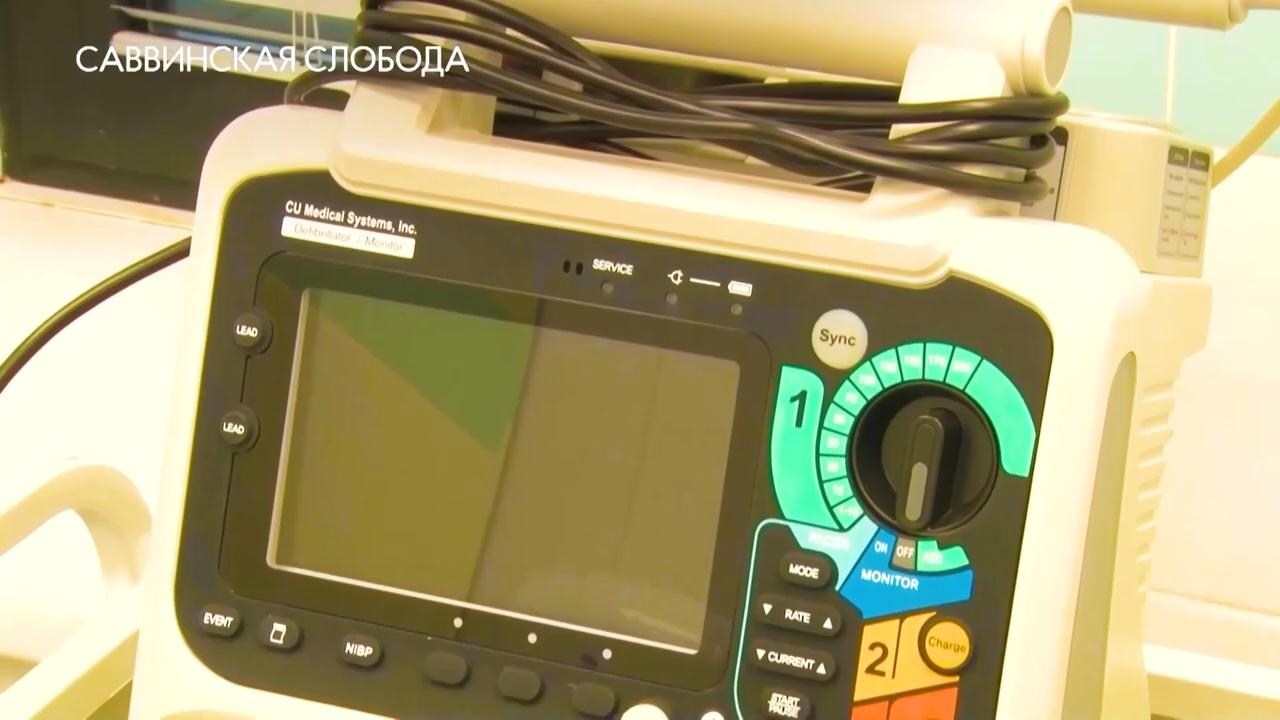 САВВИНСКАЯ СЛОБОДА
CU Medical Systems, Inc.
Defibrillator / Monitor
SERVICE
Sync
LEAD
LEAD
1
PACER
ON
OFF
AED
MONITOR
MODE
RATE
CURRENT
START
PAUSE
2
Charge
EVENT
NIBP